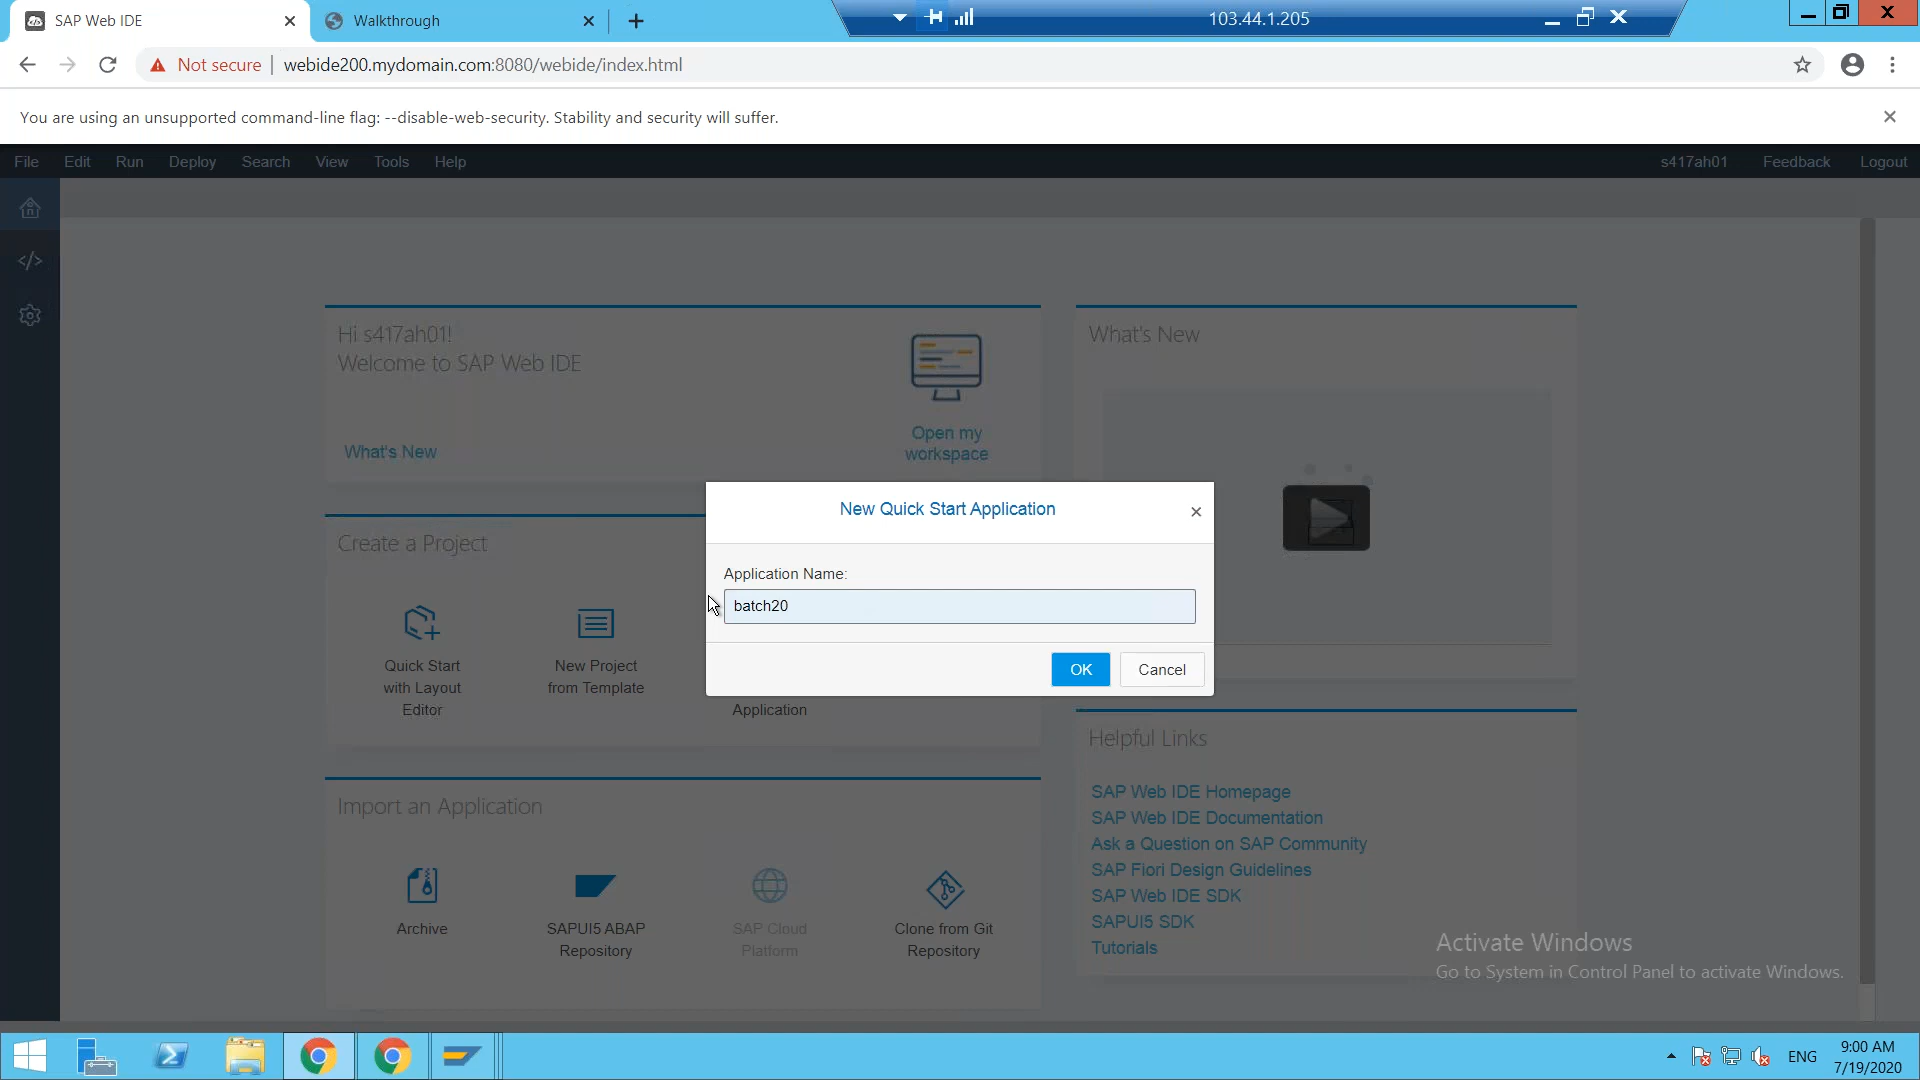 SAP Web IDE
Walkthrough
103.44.1.205
Not secure
webide200.mydomain.com:8080/webide/index.html
You are using an unsupported command-line flag: --disable-web-security. Stability and security will suffer.
File Edit Run Deploy Search View Tools Help
s417ah01 Feedback Logout
Hi s417ah01!
Welcome to SAP Web IDE
What's New
Open my
workspace
What's New
New Quick Start Application
Application Name:
batch20
OK Cancel
Create a Project
Quick Start
with Layout
Editor
New Project
from Template
Application
Import an Application
Archive
SAPUI5 ABAP
Repository
SAP Cloud
Platform
Clone from Git
Repository
Helpful Links
SAP Web IDE Homepage
SAP Web IDE Documentation
Ask a Question on SAP Community
SAP Fiori Design Guidelines
SAP Web IDE SDK
SAPUI5 SDK
Tutorials
Activate Windows
Go to System in Control Panel to activate Windows.
ENG
9:00 AM
7/19/2020